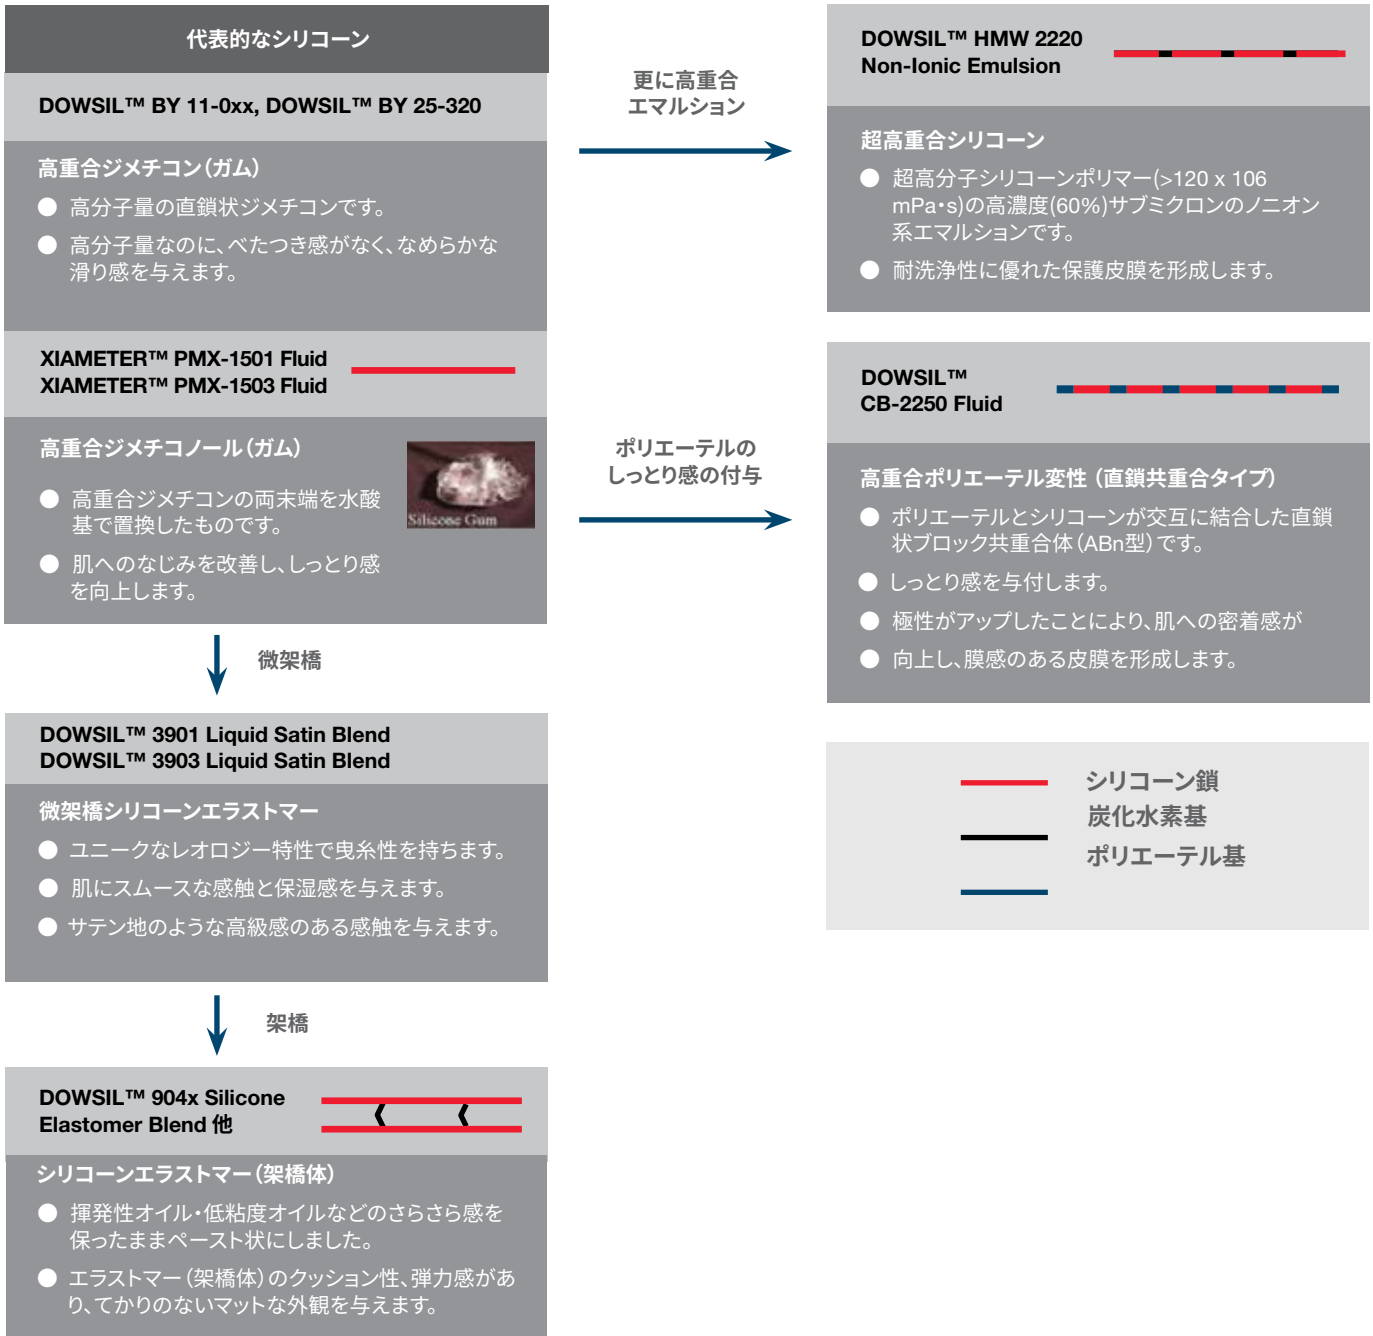 代表的なシリコーン
DOWSIL™ BY 11-0xx, DOWSIL™ BY 25-320
高重合ジメチコン（ガム）
● 高分子量の直鎖状ジメチコンです。
● 高分子量なのに、べたつき感がなく、なめらかな
滑り感を与えます。
XIAMETER™ PMX-1501 Fluid
XIAMETER™ PMX-1503 Fluid
高重合ジメチコノール（ガム）
● 高重合ジメチコンの両末端を水酸
基で置換したものです。
● 肌へのなじみを改善し、しっとり感
を向上します。
Silicone Gum
微架橋
DOWSIL™ 3901 Liquid Satin Blend
DOWSIL™ 3903 Liquid Satin Blend
微架橋シリコーンエラストマー
● ユニークなレオロジー特性で曳糸性を持ちます。
● 肌にスムースな感触と保湿感を与えます。
● サテン地のような高級感のある感触を与えます。
架橋
DOWSIL™ 904x Silicone
Elastomer Blend 他
シリコーンエラストマー（架橋体）
● 揮発性オイル・低粘度オイルなどのさらさら感を
保ったままペースト状にしました。
● エラストマー（架橋体）のクッション性、弾力感があ
り、てかりのないマットな外観を与えます。
更に高重合
エマルション
DOWSIL™ HMW 2220
Non-Ionic Emulsion
超高重合シリコーン
● 超高分子シリコーンポリマー(>120 x 106
mPa・s)の高濃度(60%)サブミクロンのノニオン
系エマルションです。
● 耐洗浄性に優れた保護皮膜を形成します。
ポリエーテルの
しっとり感の付与
DOWSIL™
CB-2250 Fluid
高重合ポリエーテル変性（直鎖共重合タイプ）
● ポリエーテルとシリコーンが交互に結合した直鎖
状ブロック共重合体（ABn型）です。
● しっとり感を与付します。
● 極性がアップしたことにより、肌への密着感が
● 向上し、膜感のある皮膜を形成します。
シリコーン鎖
炭化水素基
ポリエーテル基